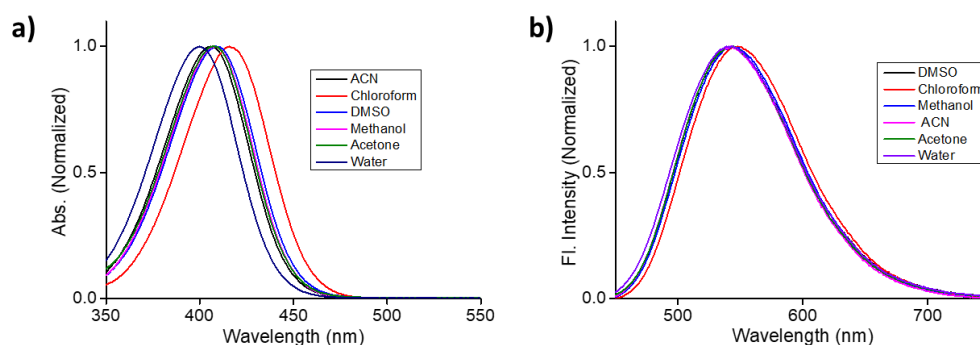 a)
Abs. (Normalized)
1.0
0.5
0.0
ACN
Chloroform
DMSO
Methanol
Acetone
Water
350 400 450 500 550
Wavelength (nm)
b)
Fl. Intensity (Normalized)
1.0
0.5
0.0
DMSO
Chloroform
Methanol
ACN
Acetone
Water
500 600 700
Wavelength (nm)